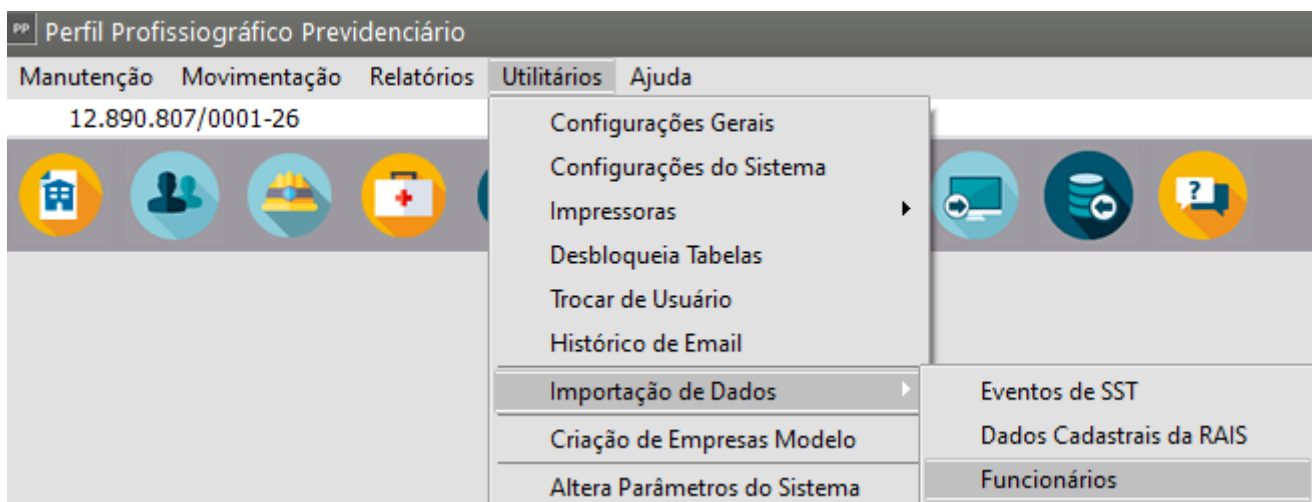 PP Perfil Profissiográfico Previdenciário
Manutenção Movimentação Relatórios Utilitários Ajuda
12.890.807/0001-26
Configurações Gerais
Configurações do Sistema
Impressoras
Desbloqueia Tabelas
Trocar de Usuário
Histórico de Email
Importação de Dados
Eventos de SST
Criação de Empresas Modelo
Dados Cadastrais da RAIS
Altera Parâmetros do Sistema
Funcionários